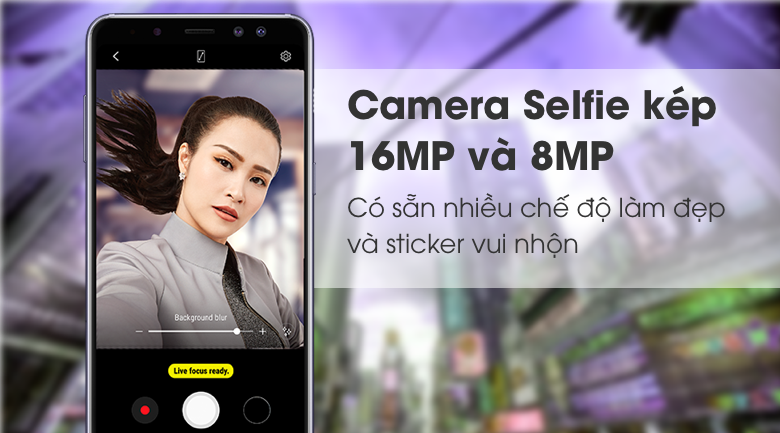 Camera Selfie kép
16MP và 8MP
Có sẵn nhiều chế độ làm đẹp
và sticker vui nhộn
Background blur
Live focus ready.